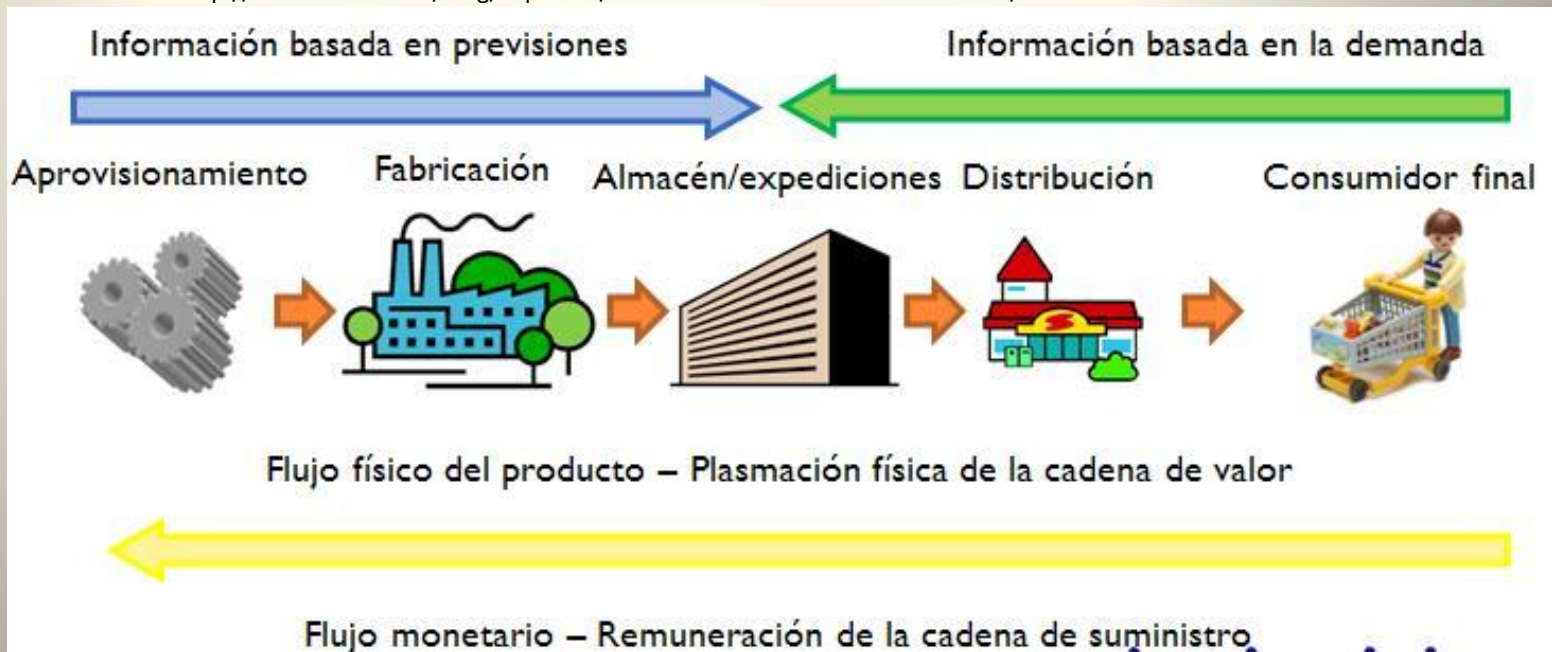 Información basada en previsiones
Información basada en la demanda
Aprovisionamiento
Fabricación
Almacén/expediciones
Distribución
Consumidor final
Flujo físico del producto – Plasmación física de la cadena de valor
Flujo monetario – Remuneración de la cadena de suministro